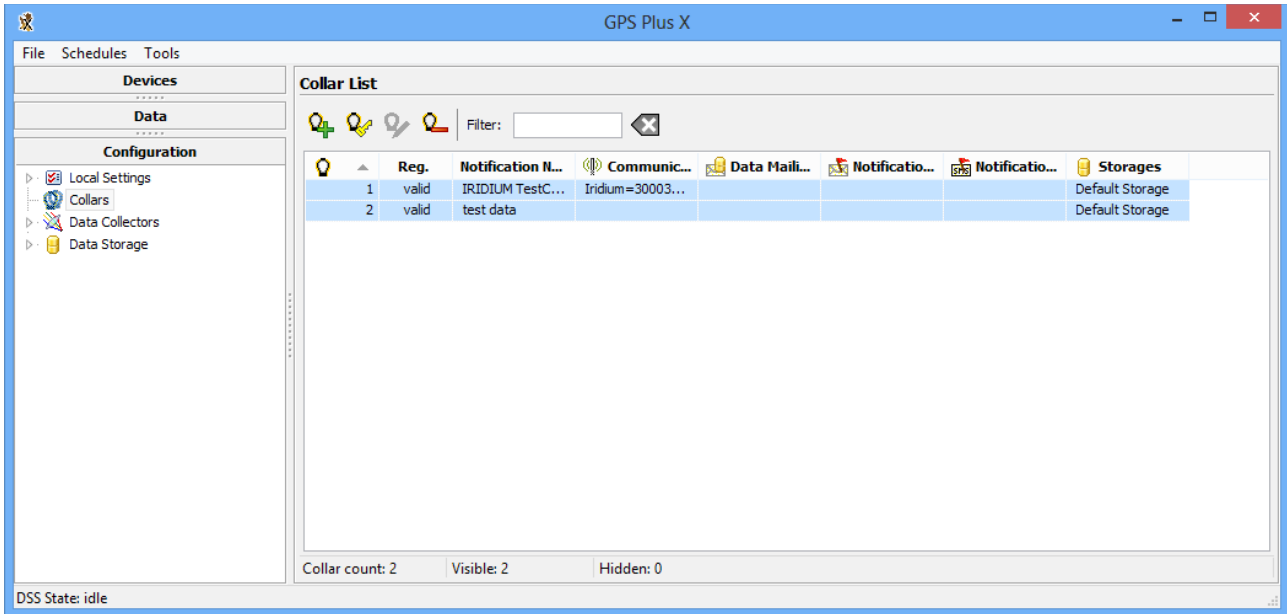 GPS Plus X
File Schedules Tools
Devices
Data
Configuration
Local Settings
Collars
Data Collectors
Data Storage
Collar List
Filter:
Reg. Notification N... Communic... Data Maili... Notificatio... SMS Notificatio... Storages
1 valid IRIDIUM TestC... Iridium=30003... Default Storage
2 valid test data Default Storage
Collar count: 2 Visible: 2 Hidden: 0
DSS State: idle